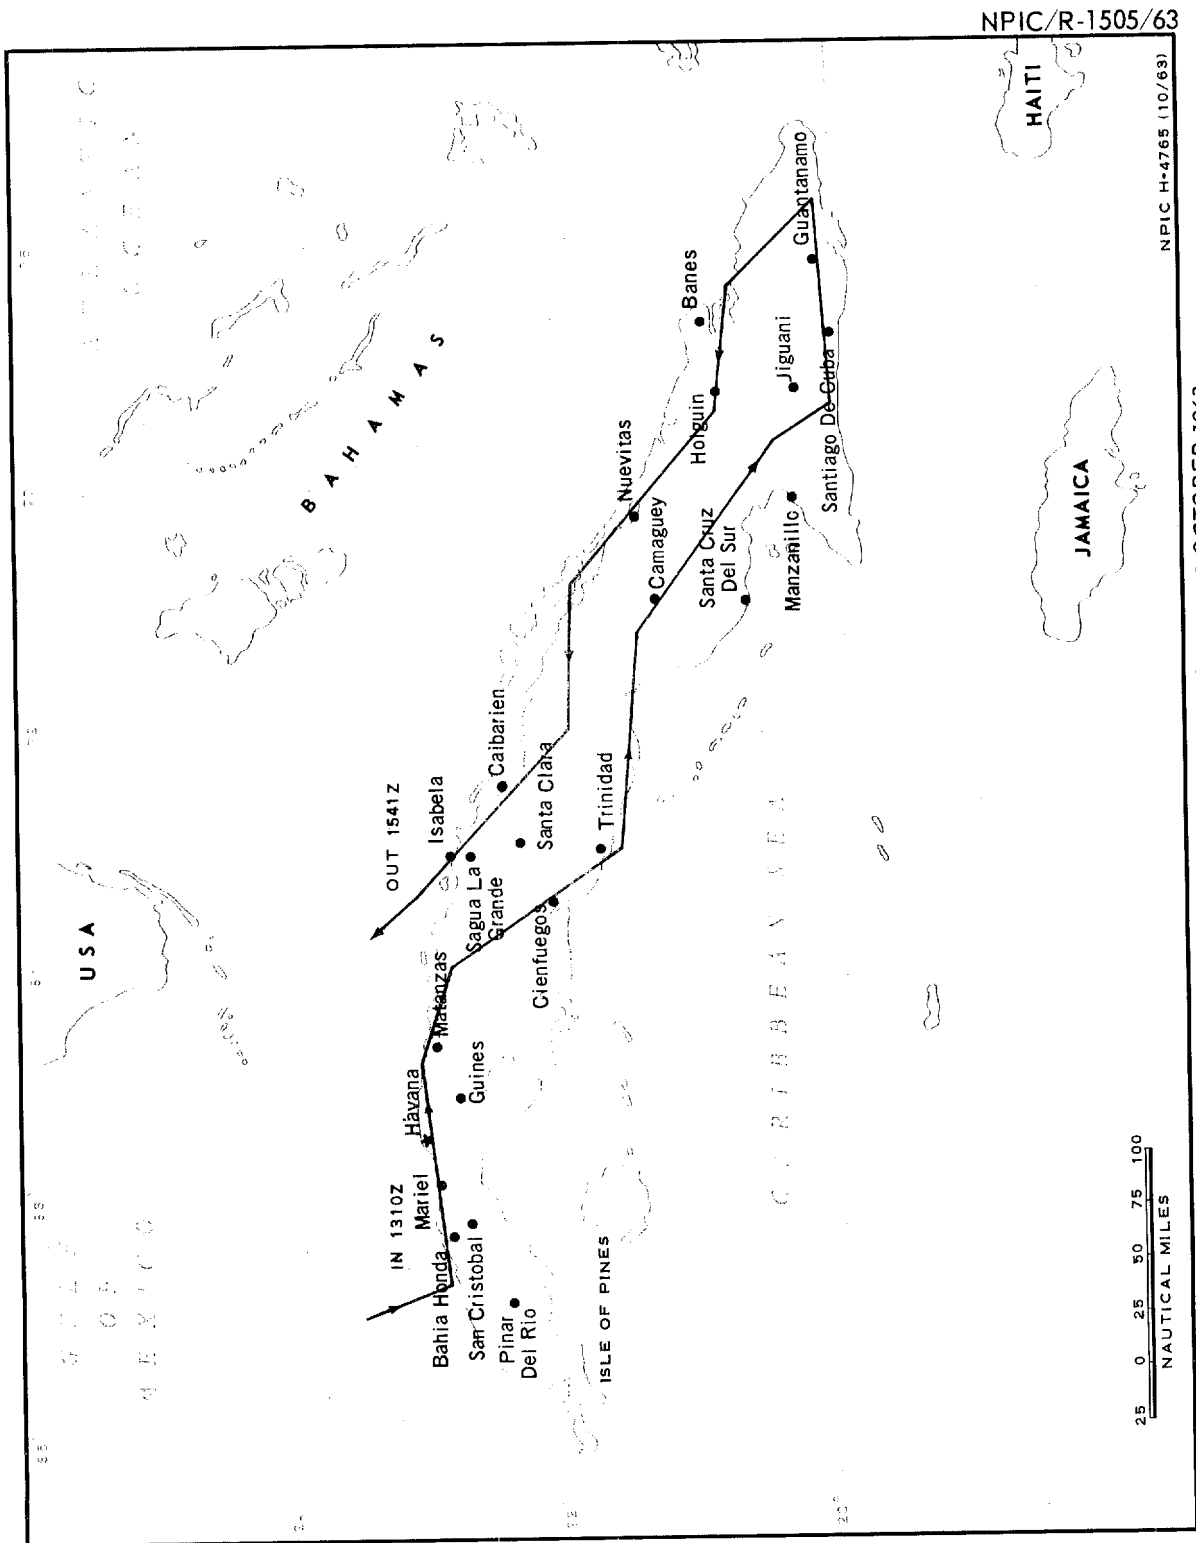 NPIC/R-1505/63
USA
BAHAMAS
OUT 1541Z
IN 1310Z
Havana
Mariel
Bahia Honda
San Cristobal
Pinar
Del Rio
Guines
Matanzas
Isabela
Sagua La
Grande
Caibarien
Santa Clara
Cienfuegos
Trinidad
Nuevitas
Camaguey
Santa Cruz
Del Sur
Manzanillo
Holguin
Banes
Jiguani
Santiago De Cuba
Guantanamo
ISLE OF PINES
CARIBBEAN SEA
JAMAICA
HAITI
20°
25 0 25 50 75 100
NAUTICAL MILES
NPIC H-4765 (10/63)